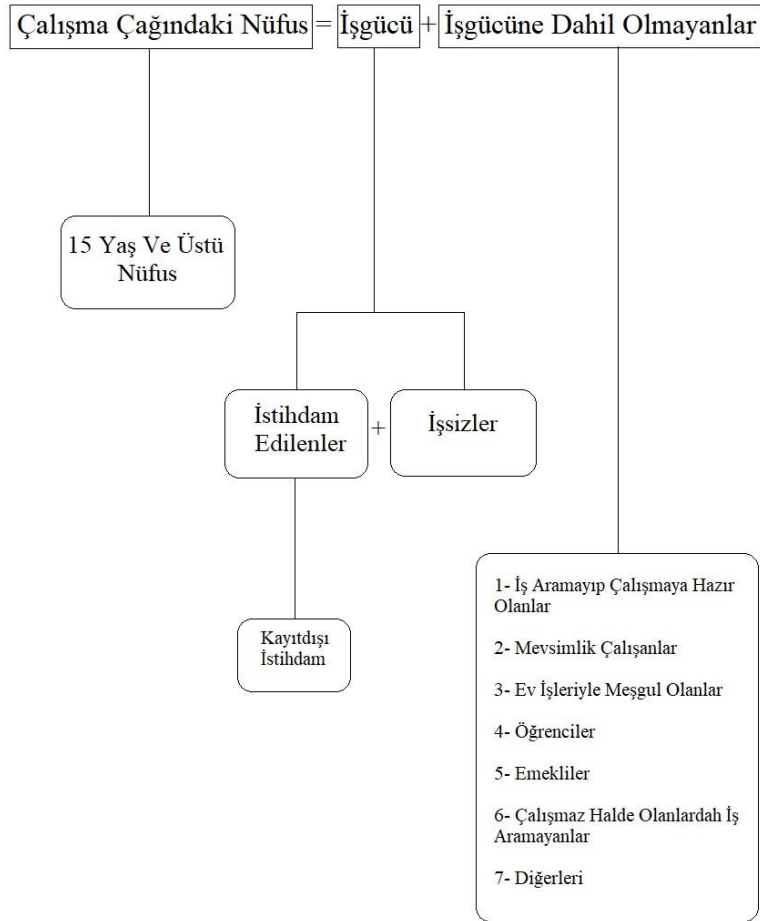 Çalışma Çağındaki Nüfus = İşgücü + İşgücüne Dahil Olmayanlar
15 Yaş Ve Üstü
Nüfus
İstihdam
Edilenler
+
İşsizler
Kayıtdışı
İstihdam
1- İş Aramayıp Çalışmaya Hazır
Olanlar
2- Mevsimlik Çalışanlar
3- Ev İşleriyle Meşgul Olanlar
4- Öğrenciler
5- Emekliler
6- Çalışmaz Halde Olanlardah İş
Aramayanlar
7- Diğerleri